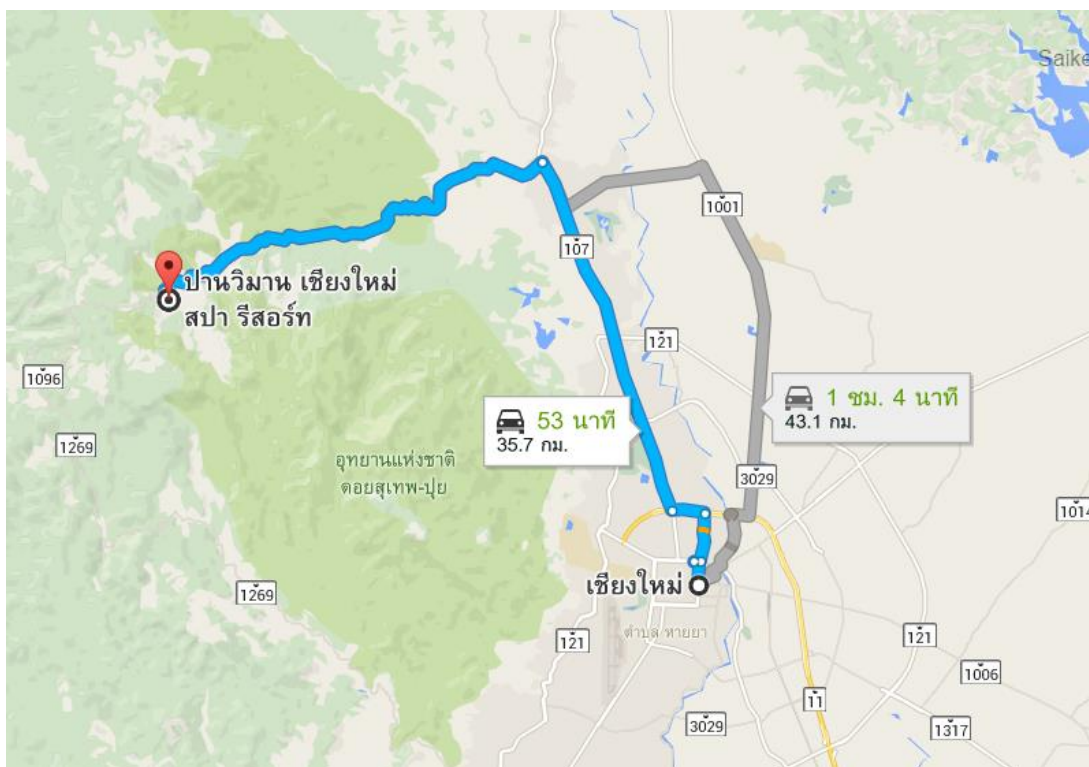 Saike
1001
107
ปานวิมาน เชียงใหม่
สปา รีสอร์ท
121
1096
53 นาที
35.7 กม.
1 ชม. 4 นาที
43.1 กม.
1269
อุทยานแห่งชาติ
ดอยสุเทพ-ปุย
3029
1014
เชียงใหม่
1269
ตำบล หายยา
121
121
1006
11
3029
1317